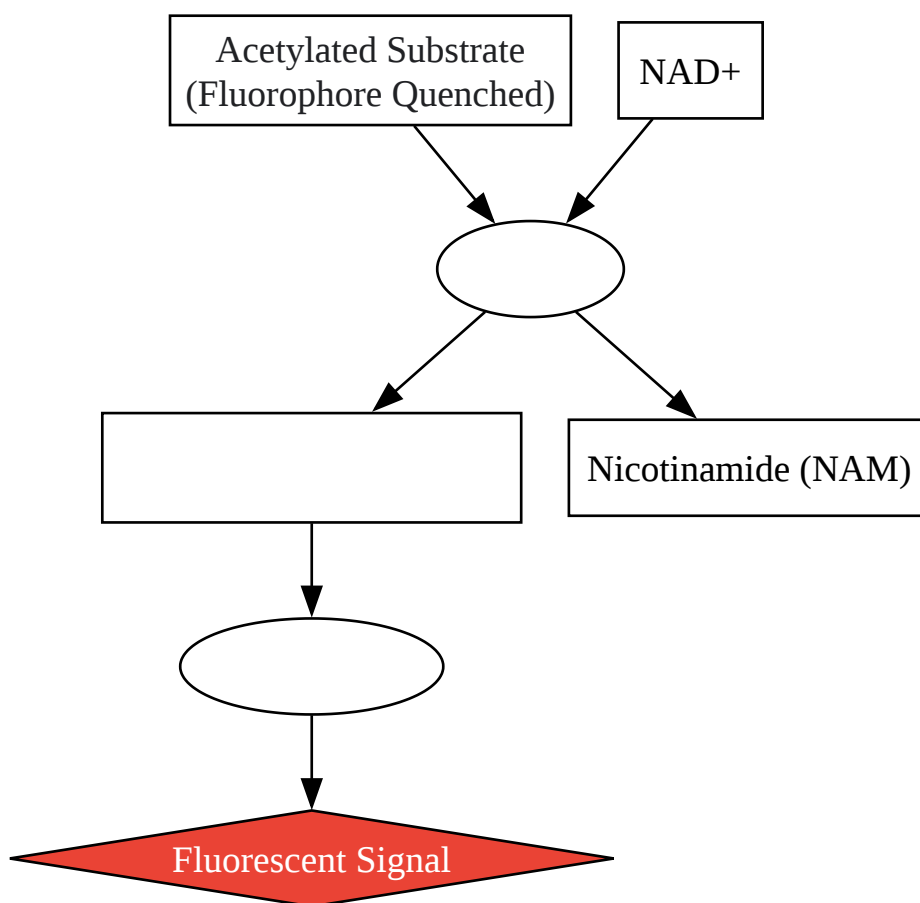 Acetylated Substrate
(Fluorophore Quenched)
NAD+
Nicotinamide (NAM)
Fluorescent Signal